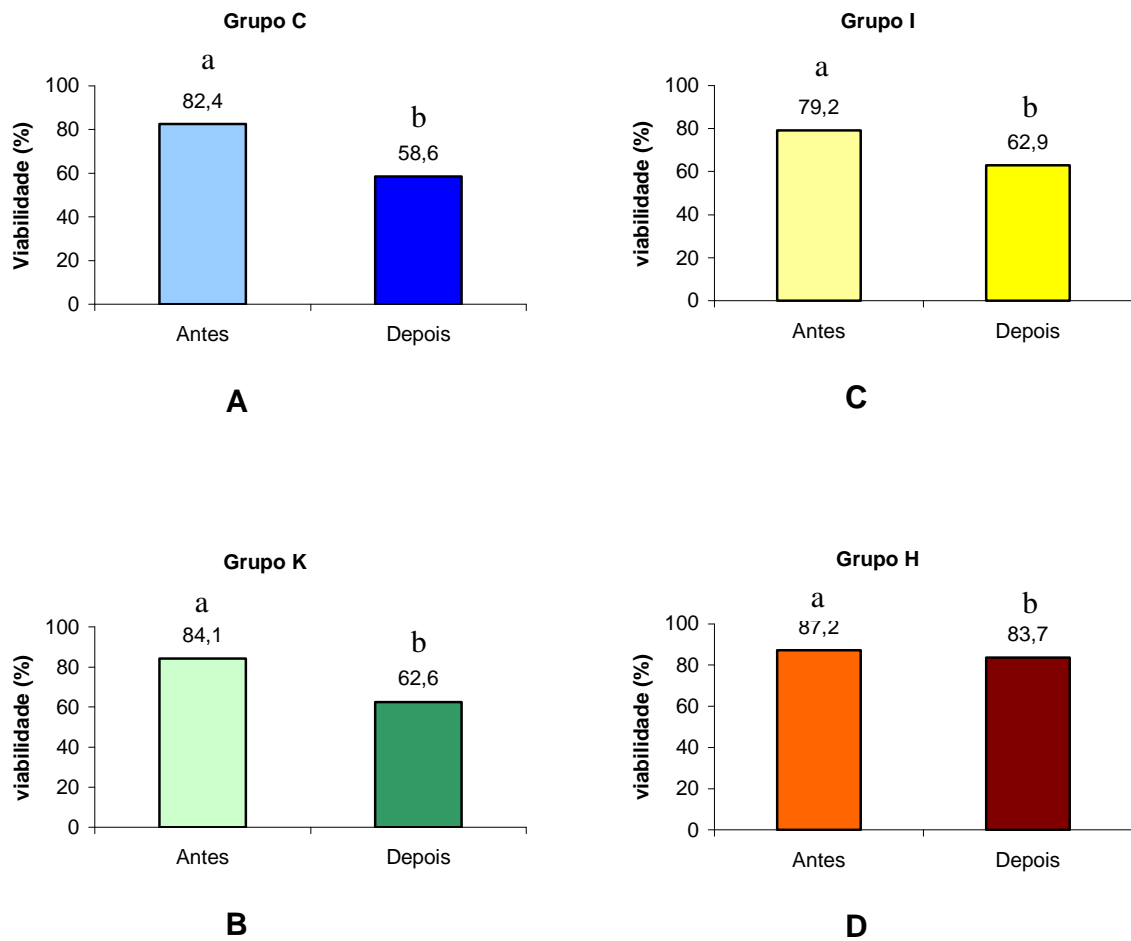 Grupo C
a
b
Viabilidade (%)
100
80
60
40
20
0
82,4
58,6
Antes
Depois
A
Grupo I
a
b
viabilidade (%)
100
80
60
40
20
0
79,2
62,9
Antes
Depois
C
Grupo K
a
b
viabilidade (%)
100
80
60
40
20
0
84,1
62,6
Antes
Depois
B
Grupo H
a
b
viabilidade (%)
100
80
60
40
20
0
87,2
83,7
Antes
Depois
D